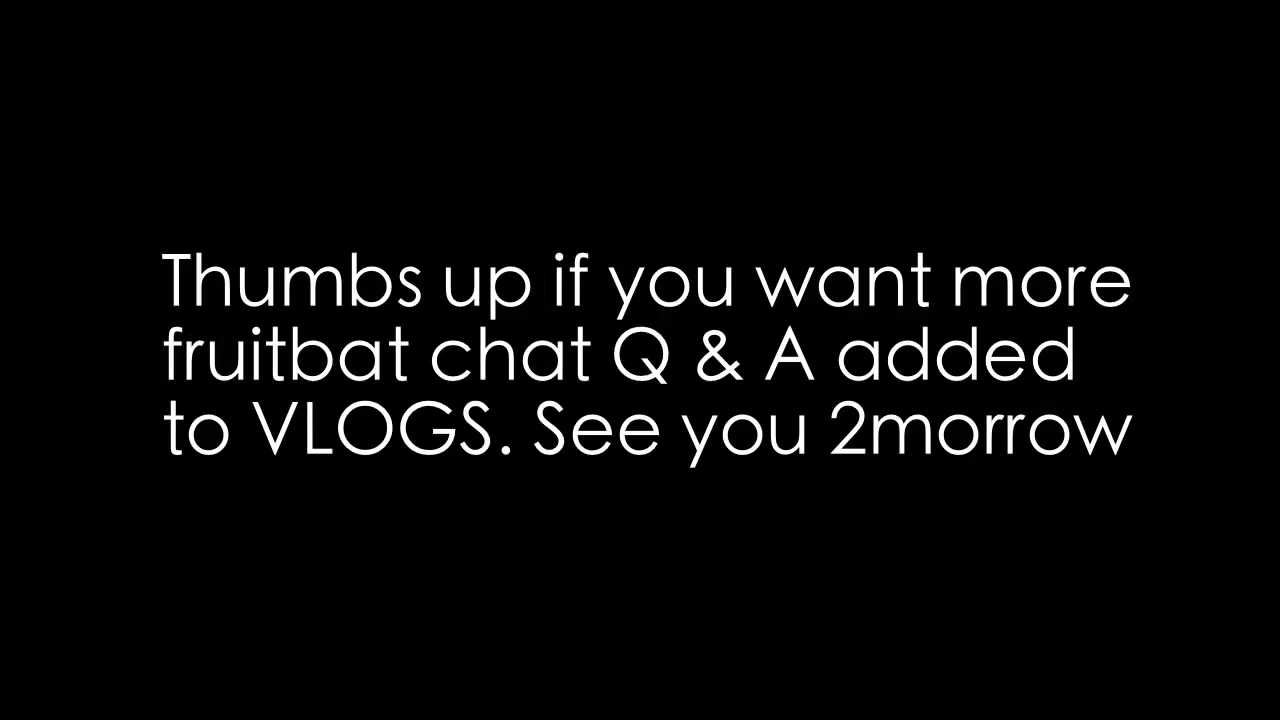 Thumbs up if you want more
fruitbat chat Q & A added
to VLOGS. See you 2morrow